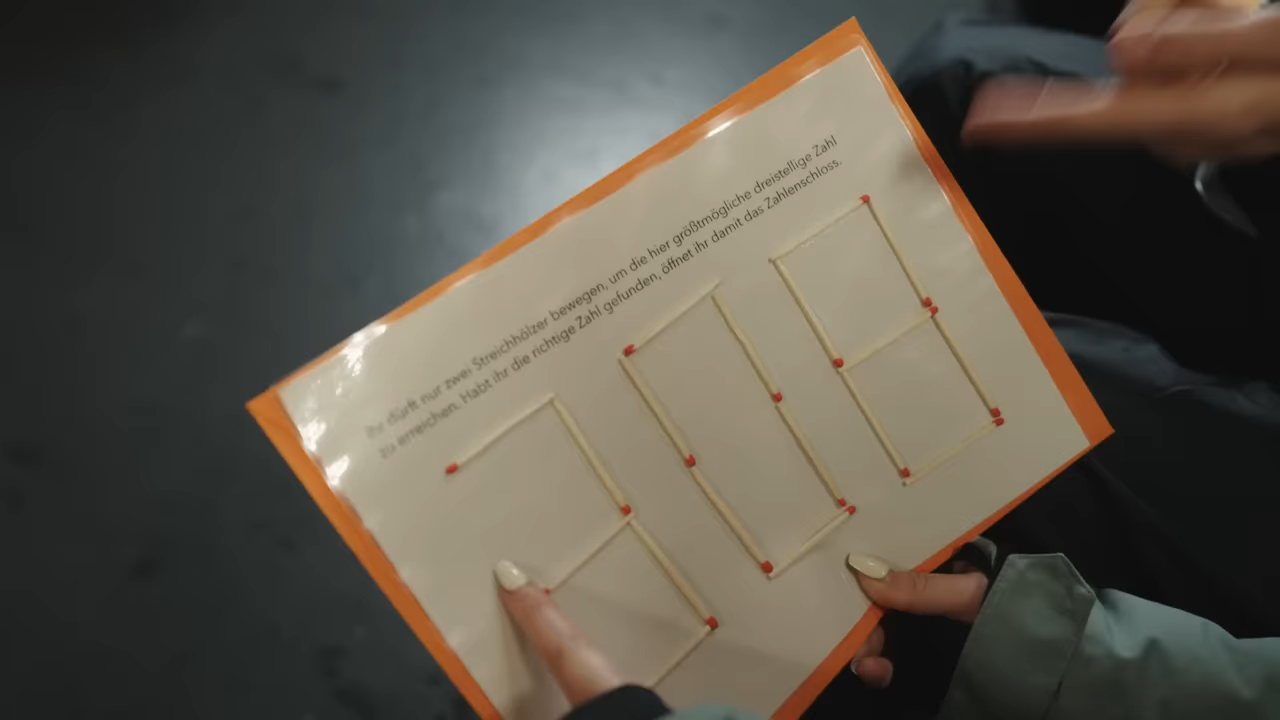 Ihr dürft nur zwei Streichhölzer bewegen, um die hier größtmögliche dreistellige Zahl
zu erreichen. Habt ihr die richtige Zahl gefunden, öffnet ihr damit das Zahlenschloss.